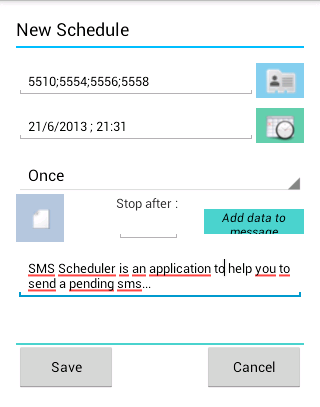 New Schedule
5510;5554;5556;5558
21/6/2013 ; 21:31
Once
Stop after :
Add data to
message
SMS Scheduler is an application to help you to
send a pending sms...
Save
Cancel